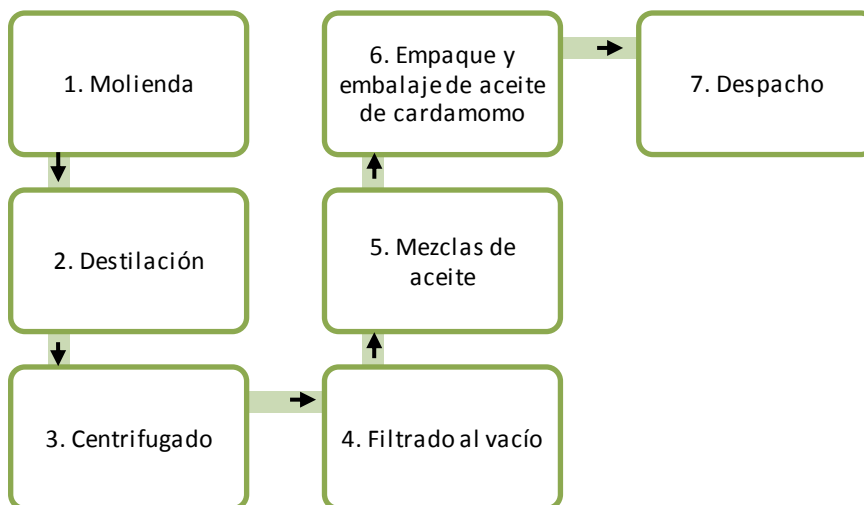 1. Molienda
2. Destilación
3. Centrifugado
4. Filtrado al vacío
5. Mezclas de
aceite
6. Empaque y
embalaje de aceite
de cardamomo
7. Despacho